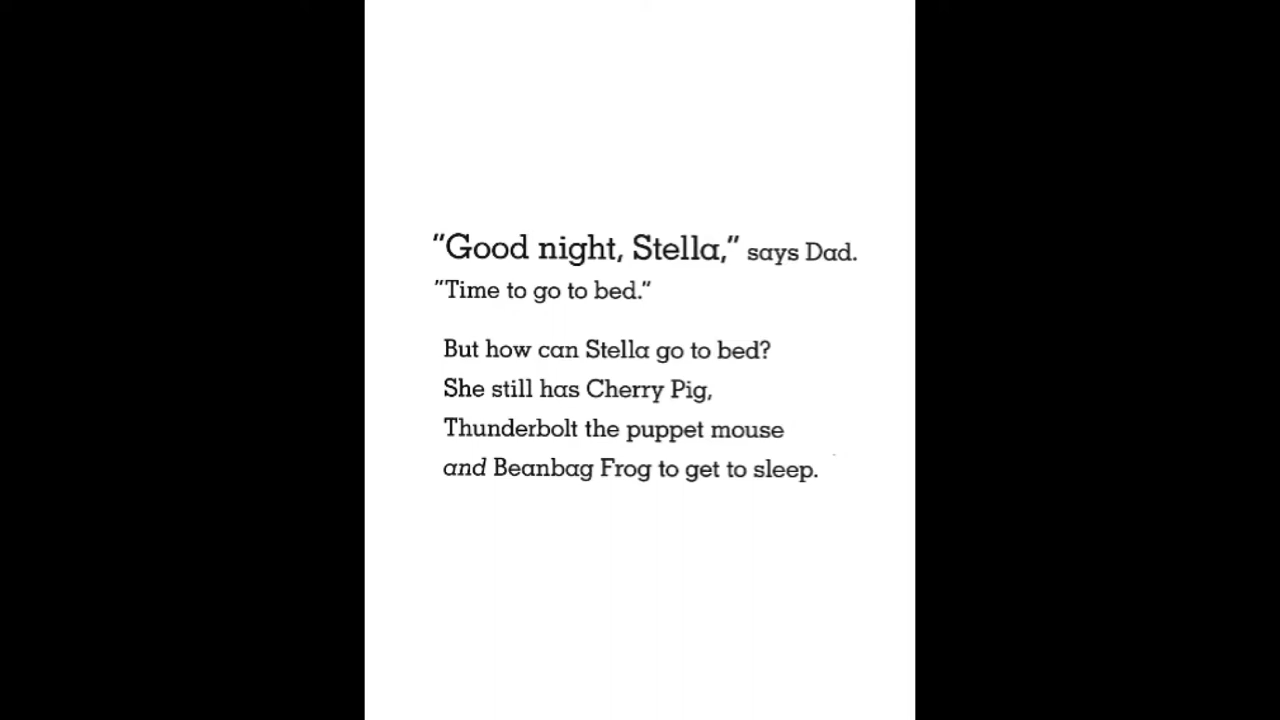 "Good night, Stella," says Dad.
"Time to go to bed."
But how can Stella go to bed?
She still has Cherry Pig,
Thunderbolt the puppet mouse
and Beanbag Frog to get to sleep.